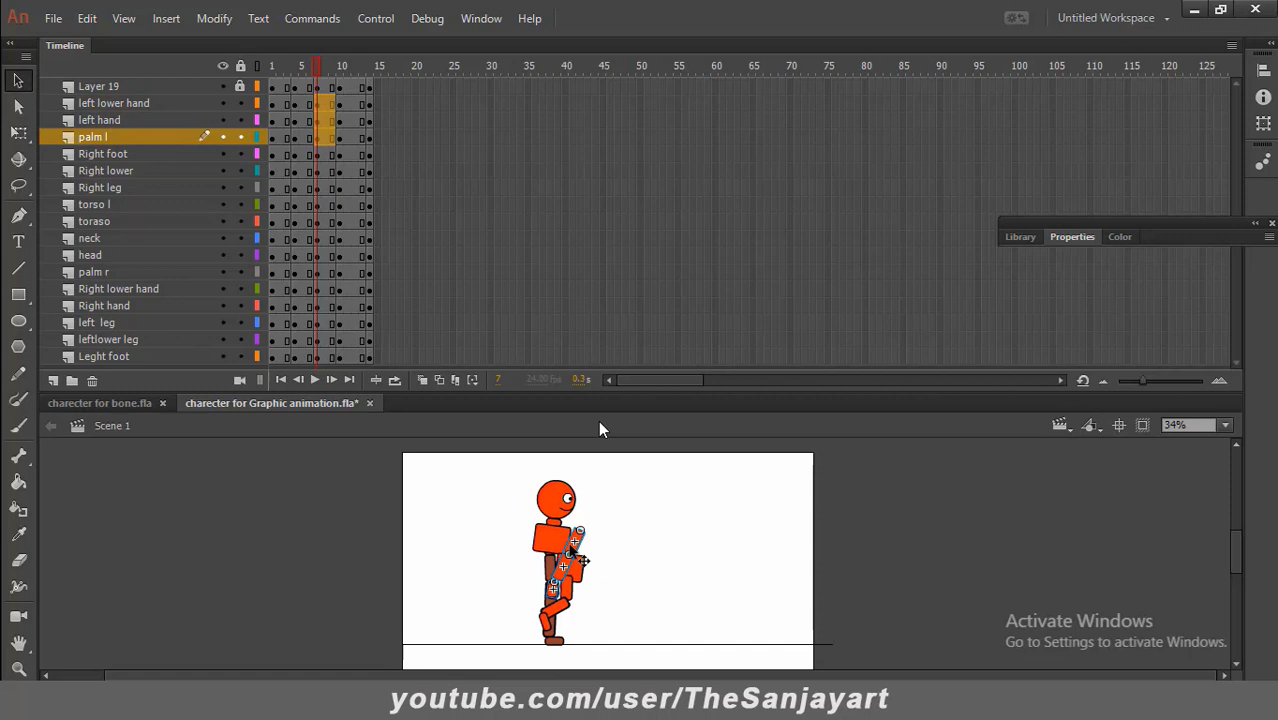 An File Edit View Insert Modify Text Commands Control Debug Window Help Untitled Workspace
Timeline
1 5 10 15 20 25 30 35 40 45 50 55 60 65 70 75 80 85 90 95 100 105 110 115 120 125
Layer 19
left lower hand
left hand
palm l
Right foot
Right lower
Right leg
torso l
toraso
neck
head
palm r
Right lower hand
Right hand
left leg
leftlower leg
Leght foot
Library Properties Color
7 24.00 fps 0.3 s
charecter for bone.fla × charecter for Graphic animation.fla* ×
Scene 1 34%
Activate Windows
Go to Settings to activate Windows.
youtube.com/user/TheSanjayart